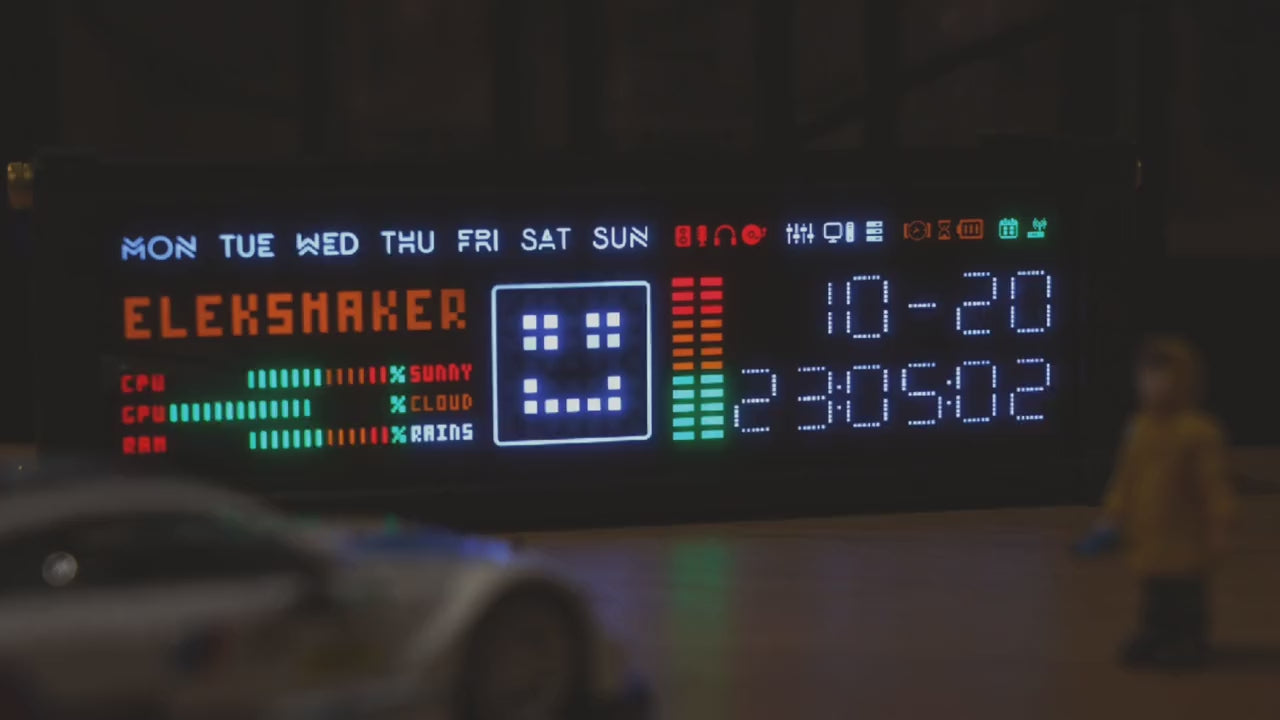 MON TUE WED THU FRI SAT SUN
ELEKSMAKER
10-20
CPU % SUNNY
GPU % CLOUD
RAM % RAINS
23:05:02